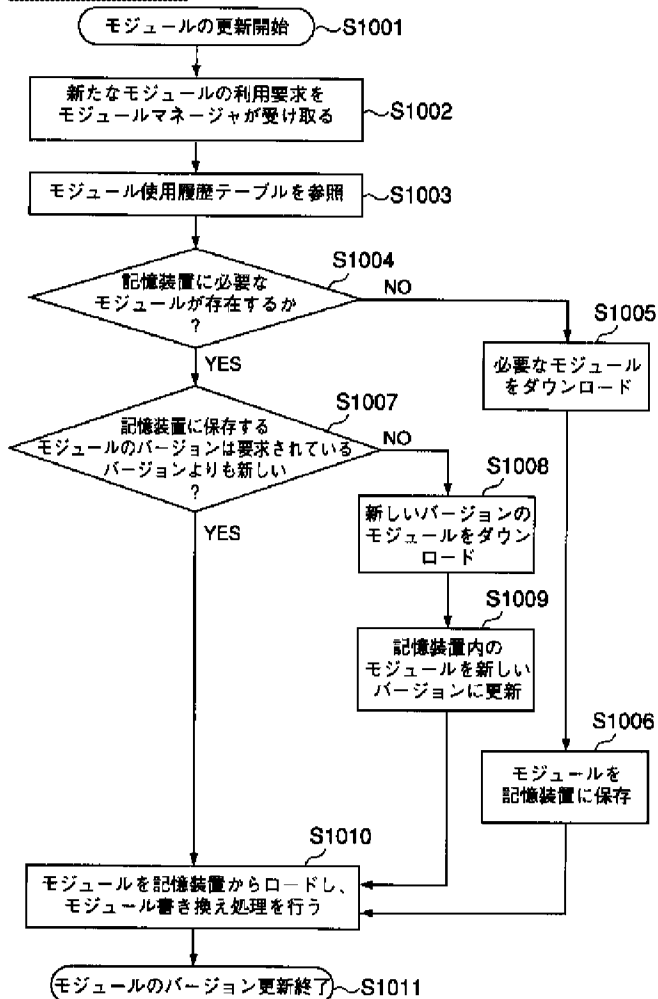 モジュールの更新開始
S1001
新たなモジュールの利用要求を
モジュールマネージャが受け取る
S1002
モジュール使用履歴テーブルを参照
S1003
S1004
記憶装置に必要な
モジュールが存在するか
?
NO
YES
S1005
必要なモジュール
をダウンロード
S1007
記憶装置に保存する
モジュールのバージョンは要求されている
バージョンよりも新しい
?
NO
YES
S1008
新しいバージョンの
モジュールをダウン
ロード
S1009
記憶装置内の
モジュールを新しい
バージョンに更新
S1006
モジュールを
記憶装置に保存
S1010
モジュールを記憶装置からロードし、
モジュール書き換え処理を行う
モジュールのバージョン更新終了
S1011